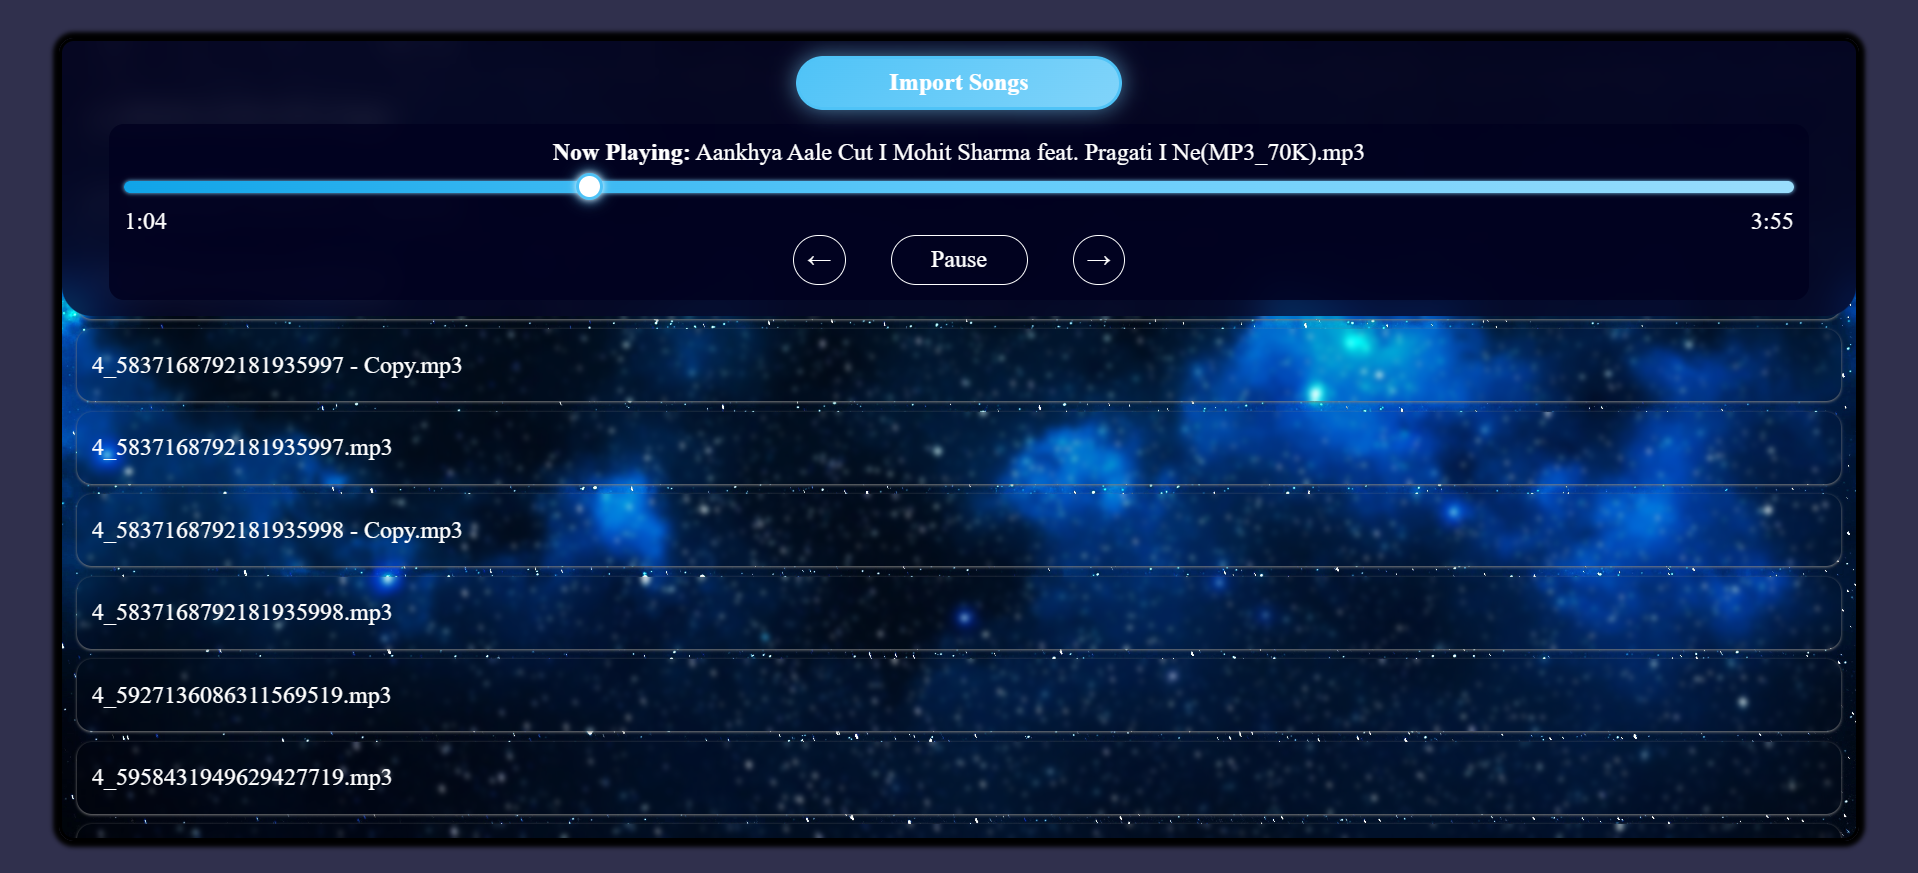 Import Songs
Now Playing: Aankhya Aale Cut I Mohit Sharma feat. Pragati I Ne(MP3_70K).mp3
1:04 3:55
← Pause →
4_5837168792181935997 - Copy.mp3
4_5837168792181935997.mp3
4_5837168792181935998 - Copy.mp3
4_5837168792181935998.mp3
4_5927136086311569519.mp3
4_5958431949629427719.mp3